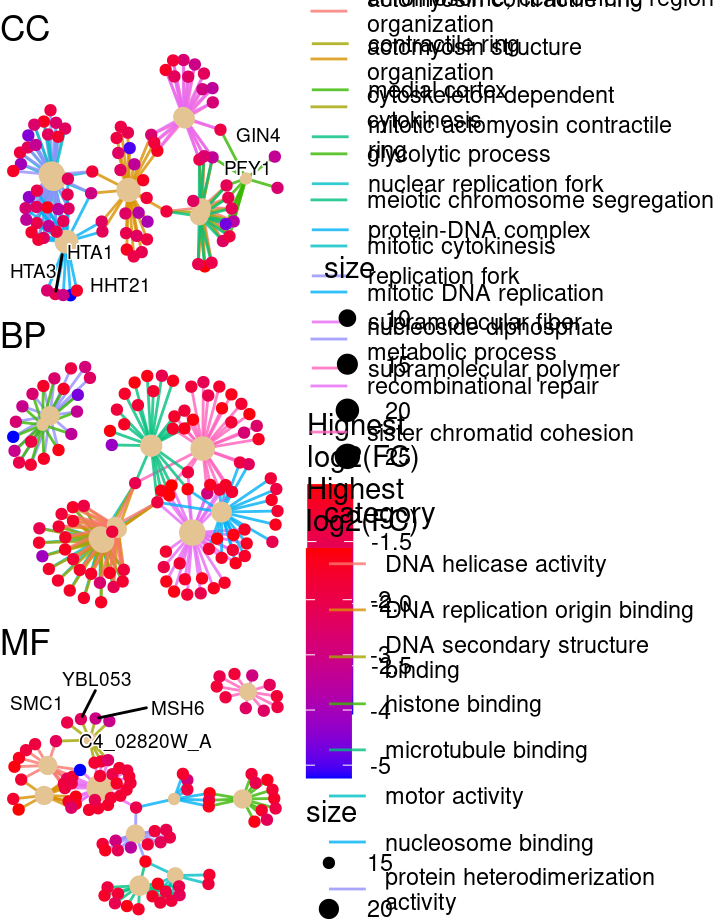 CC
GIN4
PFY1
HTA1
HTA3
HHT21
BP
MF
YBL053
SMC1
MSH6
C4_02820W_A
organization
contractile ring
actomyosin structure
organization
medial cortex
cytoskeleton-dependent
cytokinesis
mitotic actomyosin contractile
ring
glycolytic process
nuclear replication fork
meiotic chromosome segregation
protein-DNA complex
mitotic cytokinesis
size
replication fork
mitotic DNA replication
10
supramolecular fiber
nucleoside diphosphate
metabolic process
15
supramolecular polymer
recombinational repair
20
Highest
log2(FC)
sister chromatid cohesion
25
Highest
log2(FC)
category
-1.5
-2
-2.0
-3
-2.5
-4
-5
DNA helicase activity
DNA replication origin binding
DNA secondary structure
binding
histone binding
microtubule binding
motor activity
nucleosome binding
protein heterodimerization
activity
size
15
20